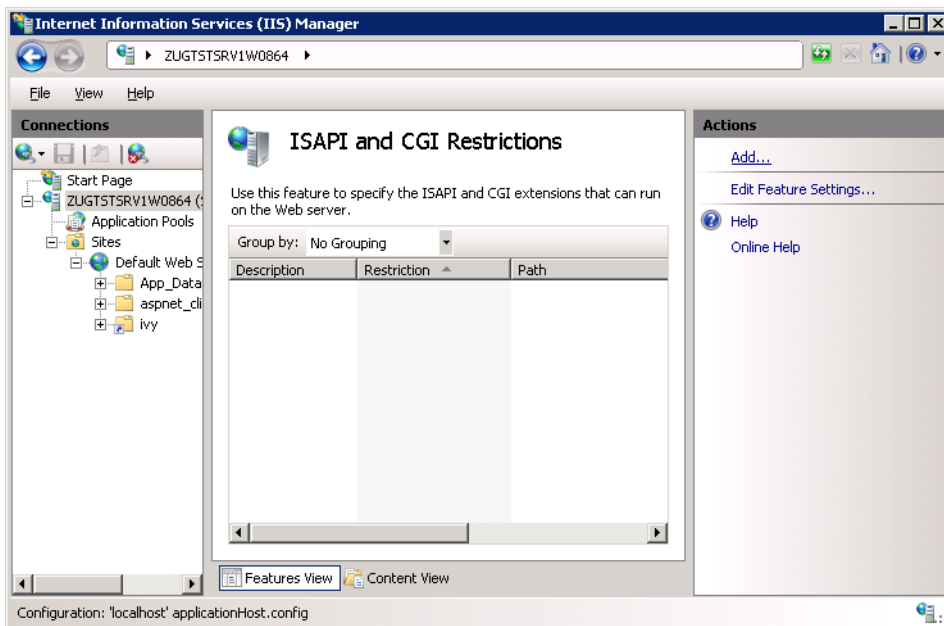 Internet Information Services (IIS) Manager
ZUGTSTSRV1W0864
File View Help
Connections
Start Page
ZUGTSTSRV1W0864 (
Application Pools
Sites
Default Web S
App_Data
aspnet_cli
ivy
ISAPI and CGI Restrictions
Use this feature to specify the ISAPI and CGI extensions that can run
on the Web server.
Group by: No Grouping
Description Restriction Path
Features View Content View
Actions
Add...
Edit Feature Settings...
Help
Online Help
Configuration: 'localhost' applicationHost.config